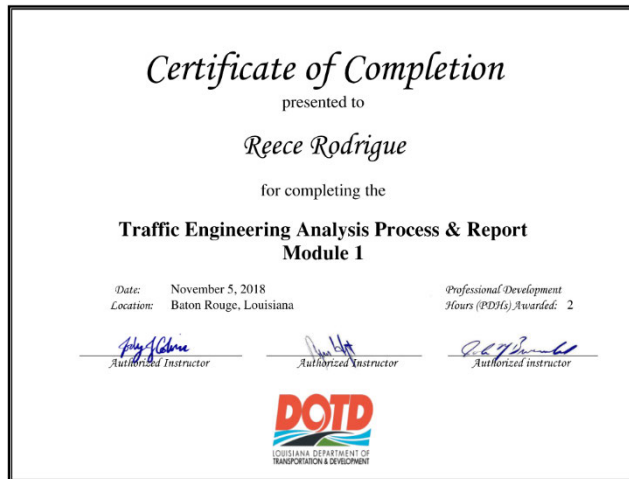 Certificate of Completion
presented to
Reece Rodrigue
for completing the
Traffic Engineering Analysis Process & Report
Module 1
Date: November 5, 2018
Location: Baton Rouge, Louisiana
Professional Development
Hours (PDHs) Awarded: 2
Authorized Instructor
Authorized Instructor
Authorized instructor
DOTD
LOUISIANA DEPARTMENT OF
TRANSPORTATION & DEVELOPMENT